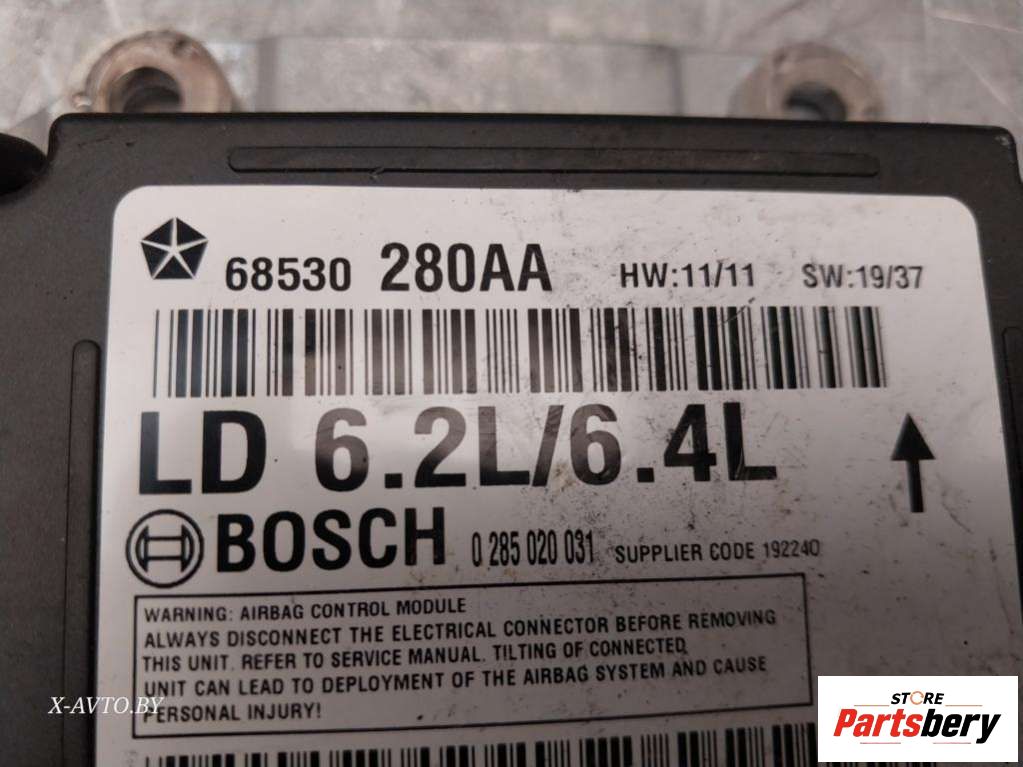 68530 280AA HW:11/11 SW:19/37
LD 6.2L/6.4L
BOSCH 0 285 020 031 SUPPLIER CODE 192240
WARNING: AIRBAG CONTROL MODULE
ALWAYS DISCONNECT THE ELECTRICAL CONNECTOR BEFORE REMOVING
THIS UNIT. REFER TO SERVICE MANUAL. TILTING OF CONNECTED
UNIT CAN LEAD TO DEPLOYMENT OF THE AIRBAG SYSTEM AND CAUSE
PERSONAL INJURY!
X-AVTO.BY
STORE
Partsbery